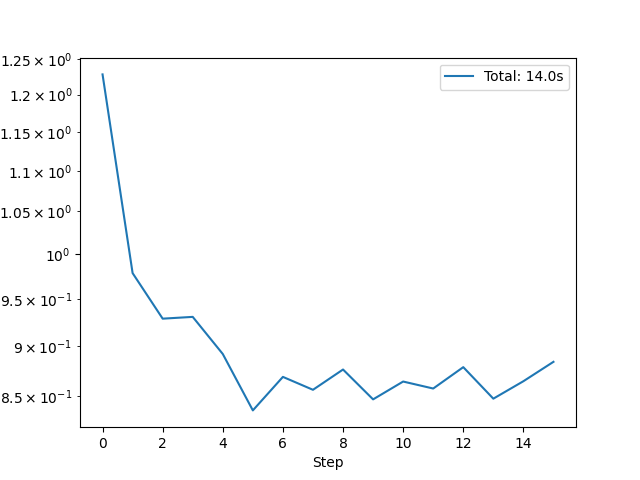 1.25 × 10⁰
1.2 × 10⁰
1.15 × 10⁰
1.1 × 10⁰
1.05 × 10⁰
10⁰
9.5 × 10⁻¹
9 × 10⁻¹
8.5 × 10⁻¹
Total: 14.0s
0 2 4 6 8 10 12 14
Step